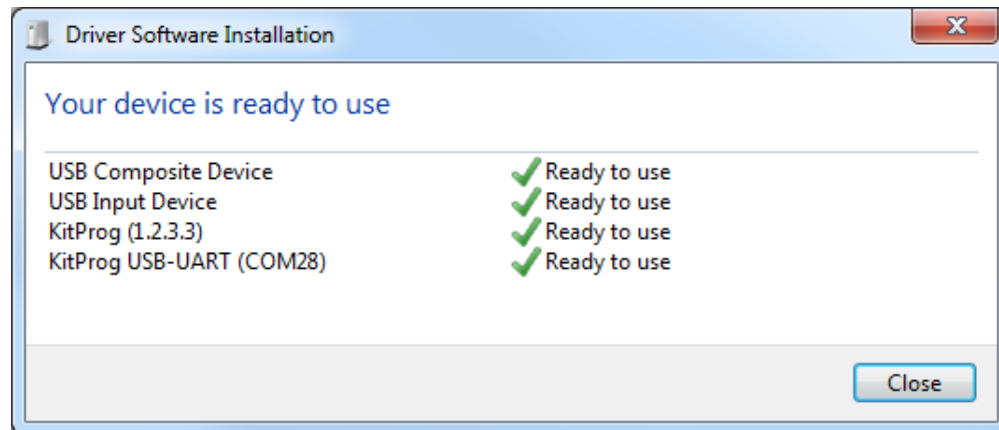 Driver Software Installation
Your device is ready to use
USB Composite Device Ready to use
USB Input Device Ready to use
KitProg (1.2.3.3) Ready to use
KitProg USB-UART (COM28) Ready to use
Close